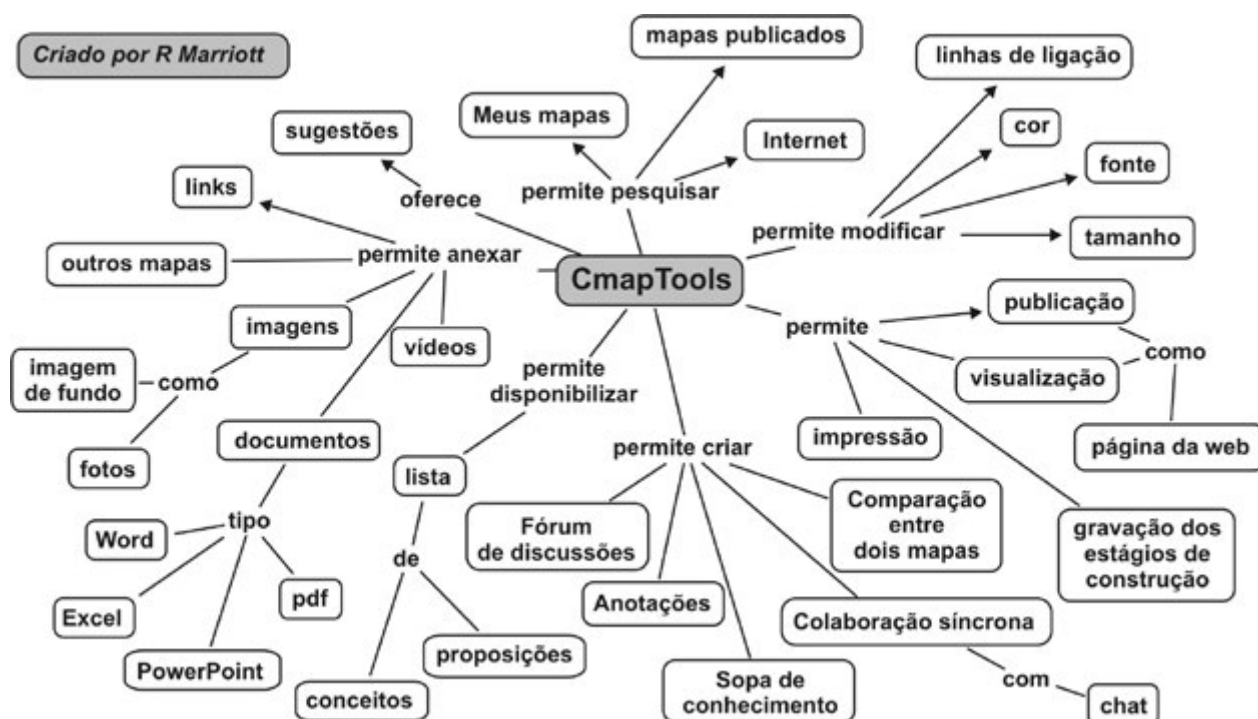 Criado por R Marriott
mapas publicados
linhas de ligação
Meus mapas
sugestões
cor
Internet
fonte
links
oferece
permite pesquisar
permite modificar
tamanho
outros mapas
permite anexar
CmapTools
publicação
imagens
vídeos
permite
como
imagem
de fundo
como
permite
disponibilizar
visualização
documentos
permite criar
impressão
página da web
fotos
lista
Comparação
entre
dois mapas
Word
tipo
Fórum
de discussões
gravação dos
estágios de
construção
de
Excel
pdf
Anotações
Colaboração síncrona
PowerPoint
proposições
conceitos
Sopa de
conhecimento
com
chat